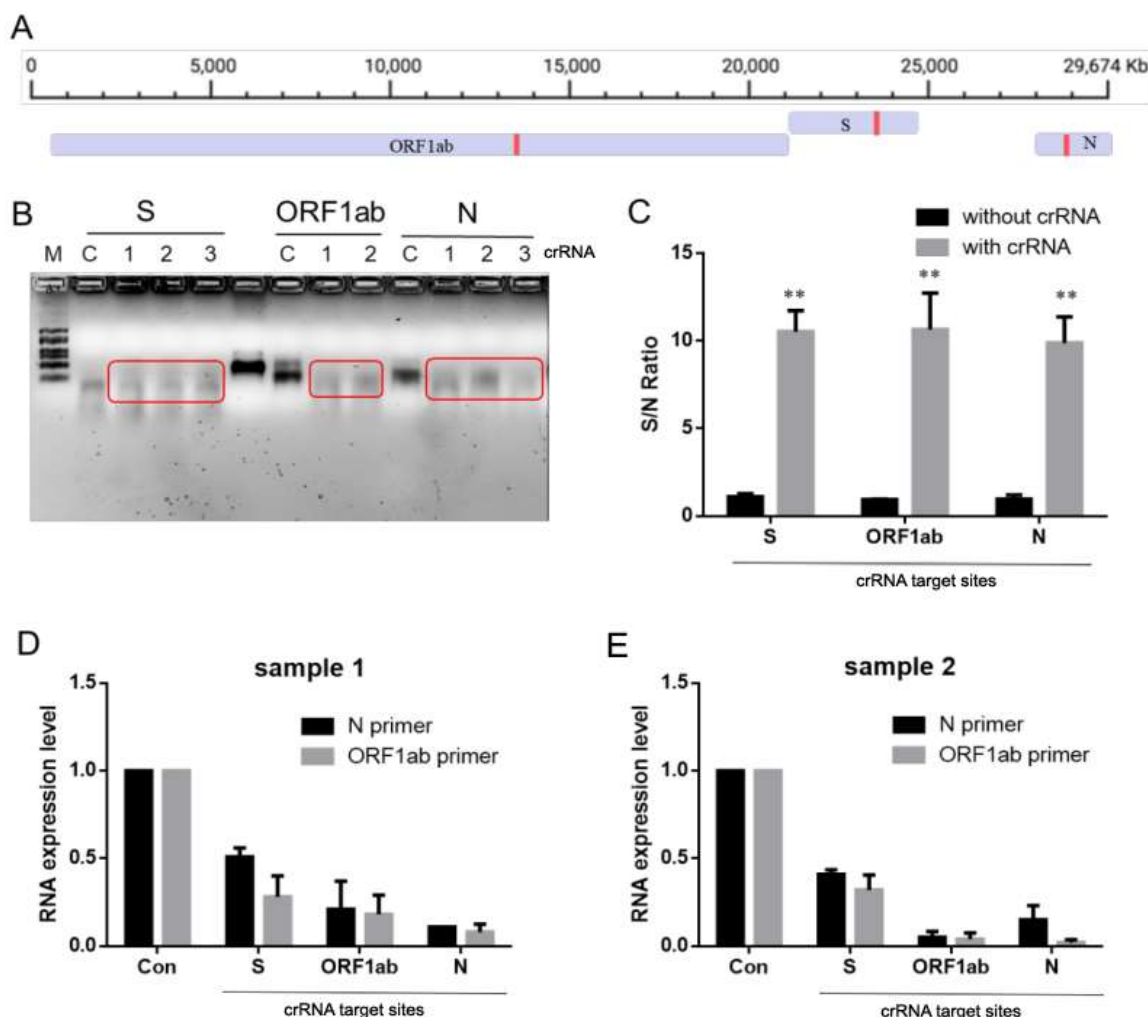 A
0 5,000 10,000 15,000 20,000 25,000 29,674 Kb
S
ORF1ab N
B
S ORF1ab N
M C 1 2 3 C 1 2 C 1 2 3 crRNA
C
without crRNA
with crRNA
15
10
5
0
S/N Ratio
** ** **
S ORF1ab N
crRNA target sites
D
sample 1
1.5
1.0
0.5
0.0
RNA expression level
N primer
ORF1ab primer
Con S ORF1ab N
crRNA target sites
E
sample 2
1.5
1.0
0.5
0.0
RNA expression level
N primer
ORF1ab primer
Con S ORF1ab N
crRNA target sites